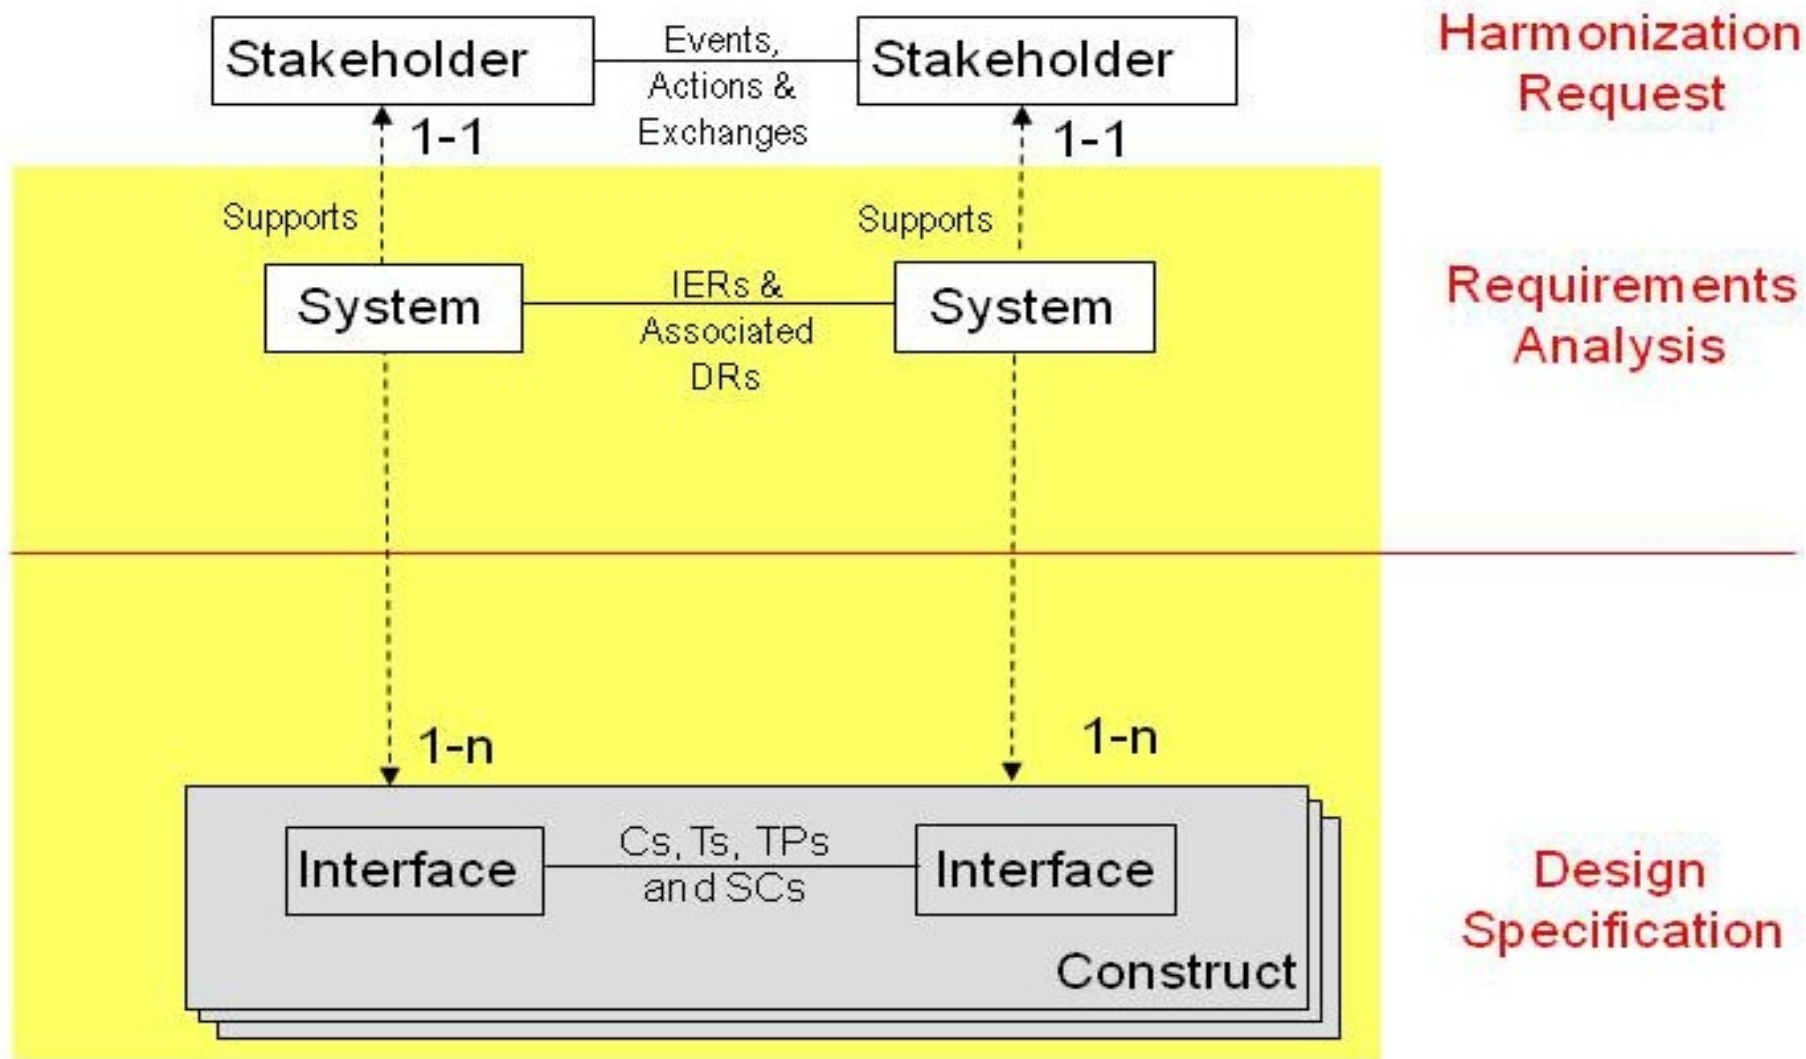 Stakeholder
Events,
Actions &
Exchanges
Stakeholder
Harmonization
Request
1-1
1-1
Supports
Supports
System
IERs &
Associated
DRs
System
Requirements
Analysis
1-n
1-n
Interface
Cs, Ts, TPs
and SCs
Interface
Construct
Design
Specification